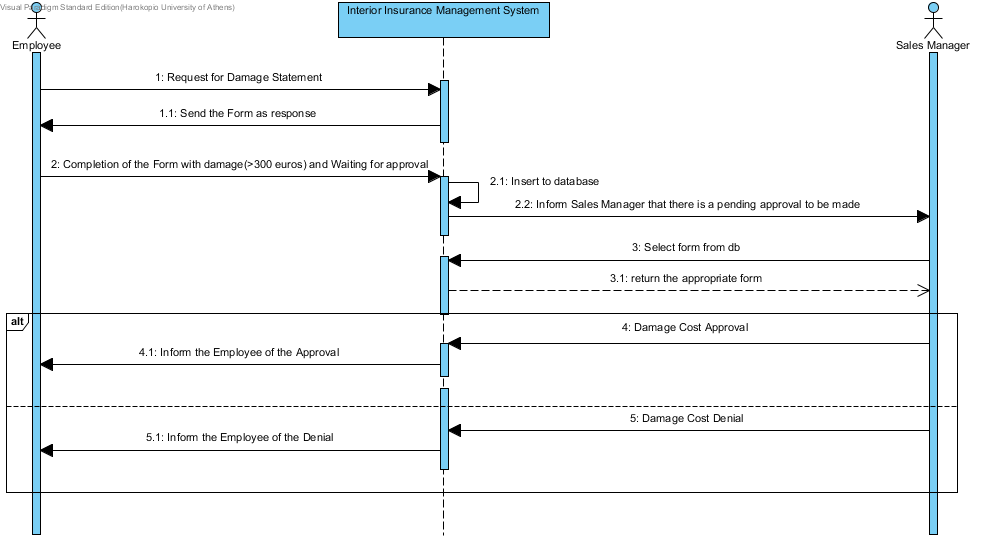 Visual Paradigm Standard Edition(Harokopio University of Athens)
Interior Insurance Management System
Employee
Sales Manager
1: Request for Damage Statement
1.1: Send the Form as response
2: Completion of the Form with damage(>300 euros) and Waiting for approval
2.1: Insert to database
2.2: Inform Sales Manager that there is a pending approval to be made
3: Select form from db
3.1: return the appropriate form
alt
4: Damage Cost Approval
4.1: Inform the Employee of the Approval
5: Damage Cost Denial
5.1: Inform the Employee of the Denial